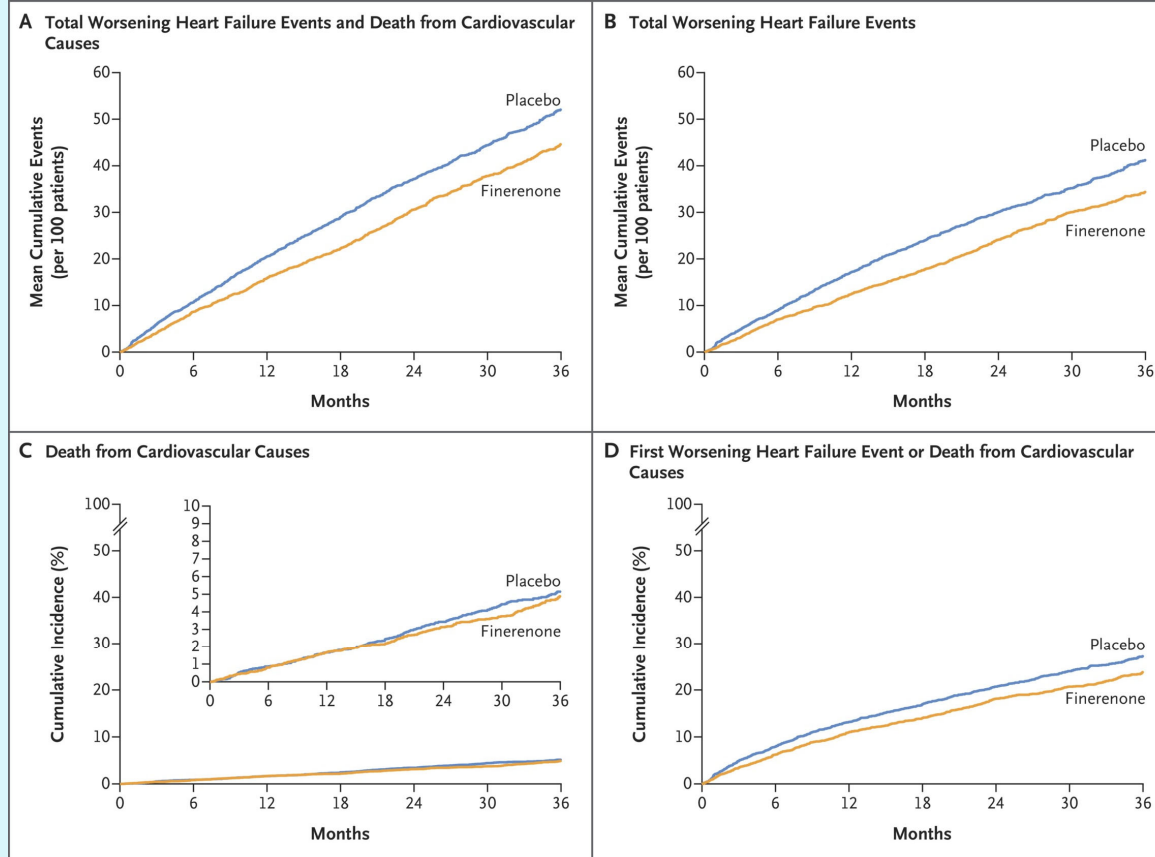 A Total Worsening Heart Failure Events and Death from Cardiovascular
Causes
60
50
40
30
20
10
0
Mean Cumulative Events
(per 100 patients)
Placebo
Finerenone
0 6 12 18 24 30 36
Months
B Total Worsening Heart Failure Events
60
50
40
30
20
10
0
Mean Cumulative Events
(per 100 patients)
Placebo
Finerenone
0 6 12 18 24 30 36
Months
C Death from Cardiovascular Causes
100
50
40
30
20
10
0
Cumulative Incidence (%)
10
9
8
7
6
5
4
3
2
1
0
Placebo
Finerenone
0 6 12 18 24 30 36
0 6 12 18 24 30 36
Months
D First Worsening Heart Failure Event or Death from Cardiovascular
Causes
100
50
40
30
20
10
0
Cumulative Incidence (%)
Placebo
Finerenone
0 6 12 18 24 30 36
Months